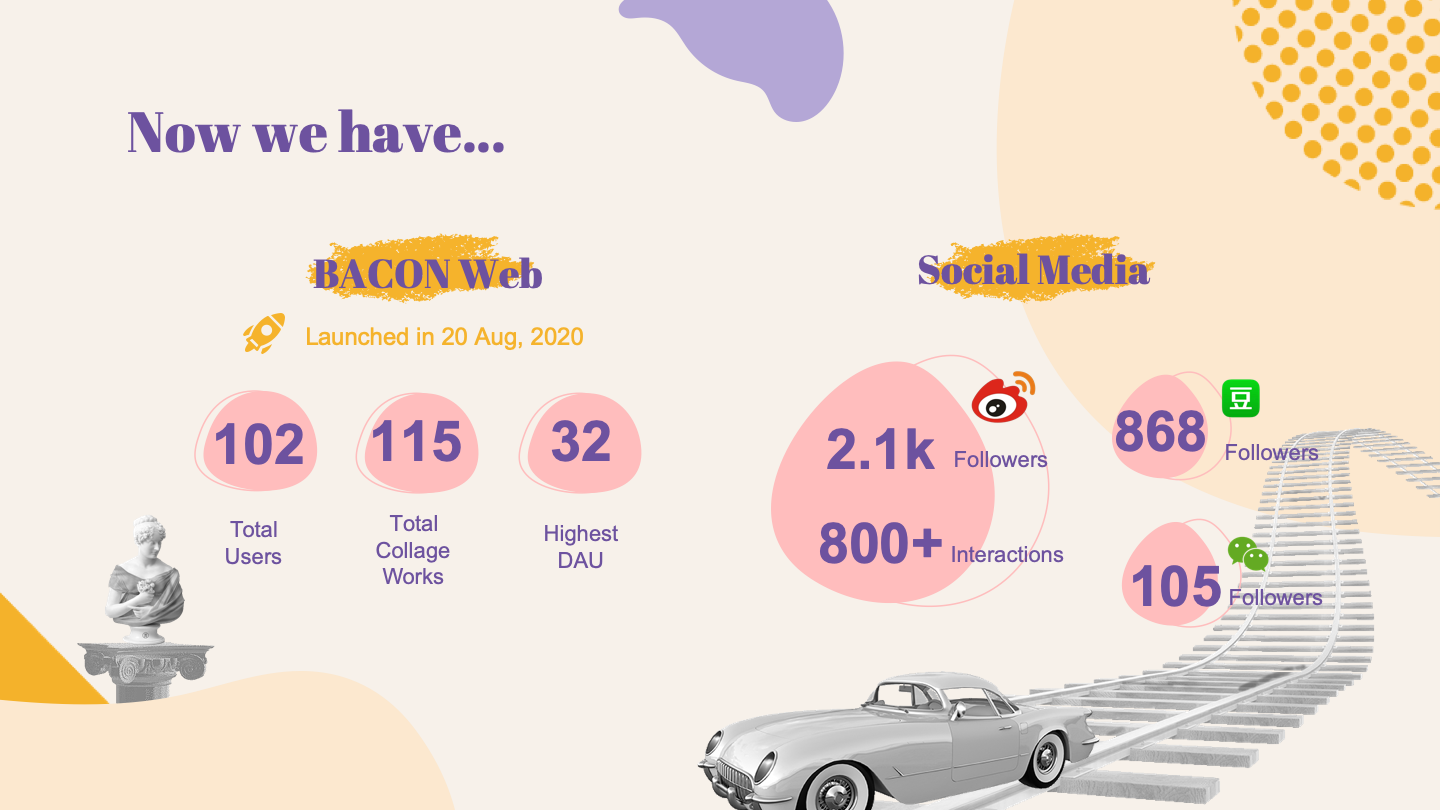 Now we have...
BACON Web
Launched in 20 Aug, 2020
102
Total
Users
115
Total
Collage
Works
32
Highest
DAU
Social Media
2.1k Followers
800+ Interactions
868 豆
Followers
105 Followers